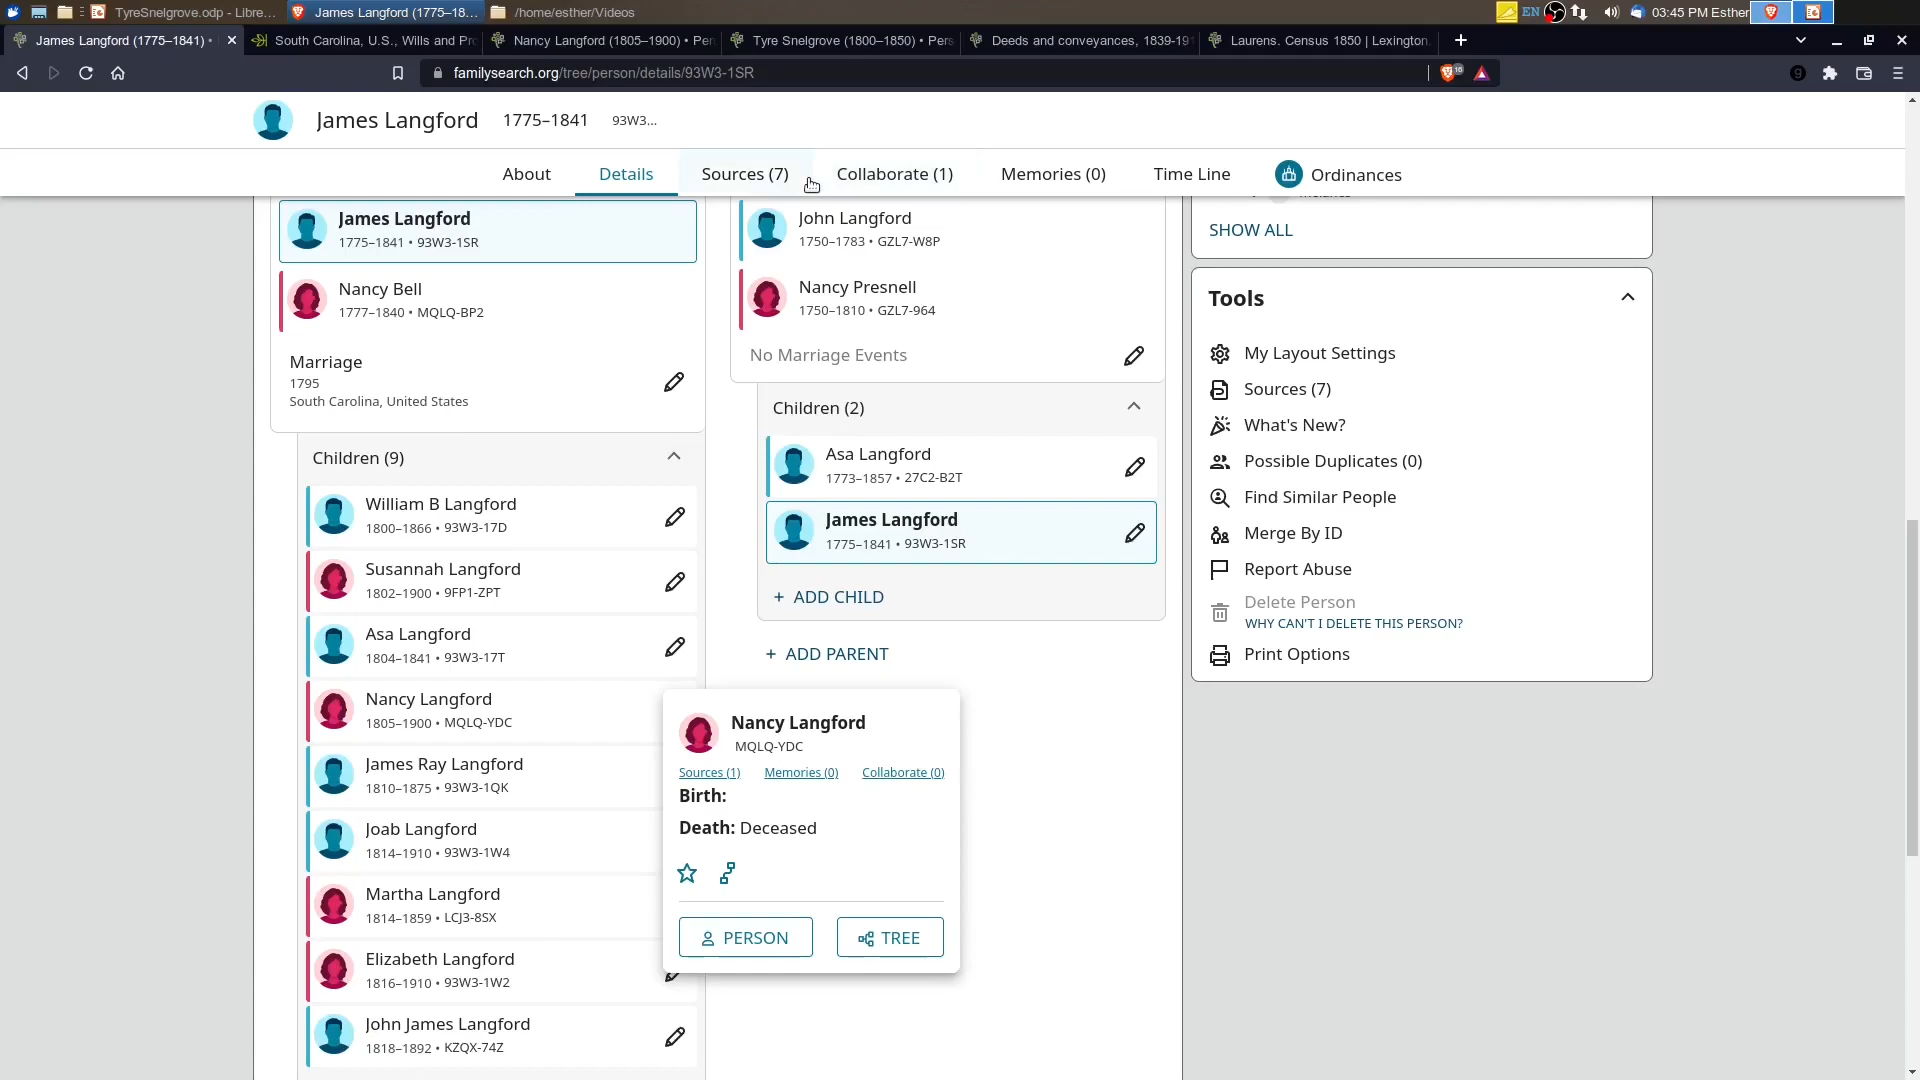 TyreSnelgrove.odp - Libre...
James Langford (1775–18...
/home/esther/Videos
EN
03:45 PM Esther
James Langford (1775–1841) •
South Carolina, U.S., Wills and Pro
Nancy Langford (1805–1900) • Per
Tyre Snelgrove (1800–1850) • Pers
Deeds and conveyances, 1839-191
Laurens. Census 1850 | Lexington,
familysearch.org/tree/person/details/93W3-1SR
16
James Langford
1775–1841
93W3...
About
Details
Sources (7)
Collaborate (1)
Memories (0)
Time Line
Ordinances
James Langford
1775–1841 • 93W3-1SR
Nancy Bell
1777–1840 • MQLQ-BP2
Marriage
1795
South Carolina, United States
Children (9)
William B Langford
1800–1866 • 93W3-17D
Susannah Langford
1802–1900 • 9FP1-ZPT
Asa Langford
1804–1841 • 93W3-17T
Nancy Langford
1805–1900 • MQLQ-YDC
James Ray Langford
1810–1875 • 93W3-1QK
Joab Langford
1814–1910 • 93W3-1W4
Martha Langford
1814–1859 • LCJ3-8SX
Elizabeth Langford
1816–1910 • 93W3-1W2
John James Langford
1818–1892 • KZQX-74Z
John Langford
1750–1783 • GZL7-W8P
Nancy Presnell
1750–1810 • GZL7-964
No Marriage Events
Children (2)
Asa Langford
1773–1857 • 27C2-B2T
James Langford
1775–1841 • 93W3-1SR
+ ADD CHILD
+ ADD PARENT
Nancy Langford
MQLQ-YDC
Sources (1)
Memories (0)
Collaborate (0)
Birth:
Death: Deceased
PERSON
TREE
SHOW ALL
Tools
My Layout Settings
Sources (7)
What's New?
Possible Duplicates (0)
Find Similar People
Merge By ID
Report Abuse
Delete Person
WHY CAN'T I DELETE THIS PERSON?
Print Options